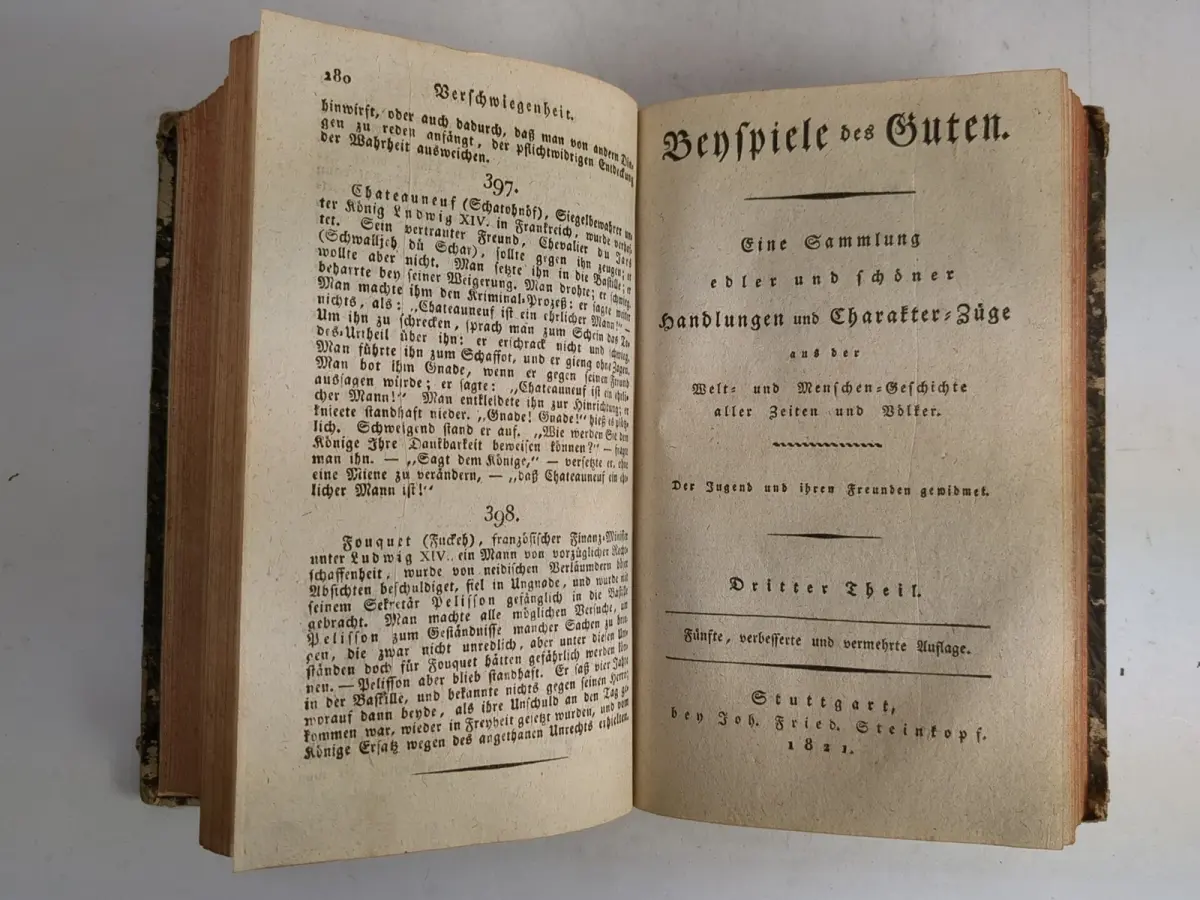 180
Verschwiegenheit.
hinwirft, oder auch dadurch, daß man von andern Din-
gen zu reden anfängt, der pflichtwidrigen Entdeckung
der Wahrheit ausweichen.
397.
Chateauneuf (Schatohnöf), Siegelbewahrer un-
ter König Ludwig XIV. in Frankreich, wurde verhaf-
tet. Sein vertrauter Freund, Chevalier du Jars
(Schwalljeh dü Schar), sollte gegen ihn zeugen; er
wollte aber nicht. Man setzte ihn in die Bastille; er
beharrte bey seiner Weigerung. Man drohte; er schwieg.
Man machte ihm den Kriminal-Prozeß: er sagte weiter
nichts, als: „Chateauneuf ist ein ehrlicher Mann!“ –
Um ihn zu schrecken, sprach man zum Schein das To-
des-Urtheil über ihn: er erschrack nicht und schwieg.
Man führte ihn zum Schaffot, und er gieng ohne Zagen.
Man bot ihm Gnade, wenn er gegen seinen Freund
aussagen würde; er sagte: „Chateauneuf ist ein ehrli-
cher Mann!“ Man entkleidete ihn zur Hinrichtung; er
knieete standhaft nieder. „Gnade! Gnade!“ hieß es plötz-
lich. Schweigend stand er auf. „Wie werden Sie dem
Könige Ihre Dankbarkeit beweisen können?“ – fragte
man ihn. — „Sagt dem Könige,“ – versetzte er, ohne
eine Miene zu verändern, – „daß Chateauneuf ein ehr-
licher Mann ist!“
398.
Fouquet (Fuckeh), französischer Finanz-Minister
unter Ludwig XIV. ein Mann von vorzüglicher Recht-
schaffenheit, wurde von neidischen Verläumdern böser
Absichten beschuldiget, fiel in Ungnade, und wurde mit
seinem Sekretär Pelisson gefänglich in die Bastille
gebracht. Man machte alle möglichen Versuche, um
Pelisson zum Geständnisse mancher Sachen zu brin-
gen, die zwar nicht unredlich, aber unter diesen Um-
ständen doch für Fouquet hätten gefährlich werden kön-
nen. — Pelisson aber blieb standhaft. Er saß vier Jahre
in der Bastille, und bekannte nichts gegen seinen Herrn;
worauf dann beyde, als ihre Unschuld an den Tag ge-
kommen war, wieder in Freyheit gesetzt wurden, und vom
Könige Ersatz wegen des angethanen Unrechts erhielten.
Beyspiele des Guten.
Eine Sammlung
edler und schöner
Handlungen und Charakter-Züge
aus der
Welt- und Menschen-Geschichte
aller Zeiten und Völker.
Der Jugend und ihren Freunden gewidmet.
Dritter Theil.
Fünfte, verbesserte und vermehrte Auflage.
Stuttgart,
bey Joh. Fried. Steinkopf.
1821.